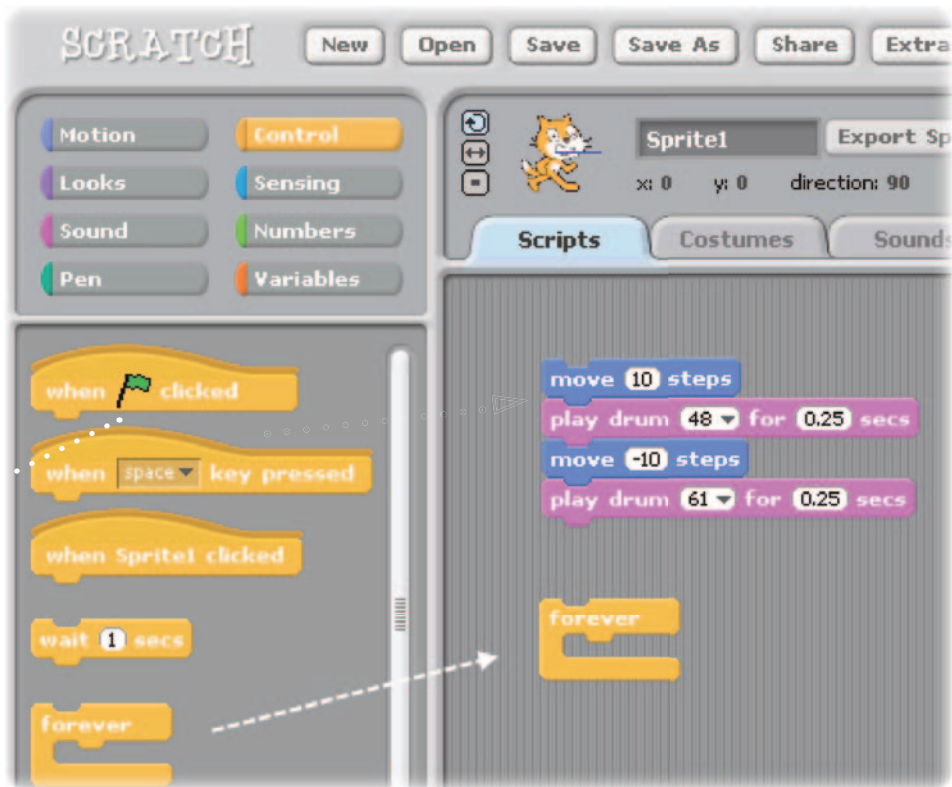 SCRATCH New Open Save Save As Share Extra
Motion Control
Looks Sensing
Sound Numbers
Pen Variables
Sprite1 Export Sp
x: 0 y: 0 direction: 90
Scripts Costumes Sounds
when clicked
when space key pressed
when Sprite1 clicked
wait 1 secs
forever
move 10 steps
play drum 48 for 0.25 secs
move -10 steps
play drum 61 for 0.25 secs
forever